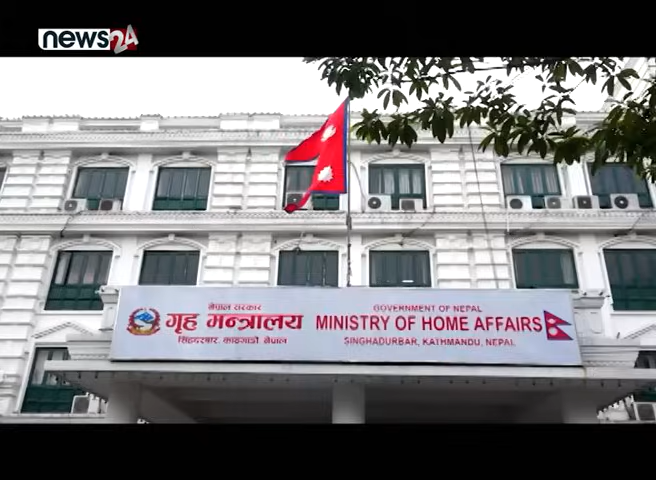 news24
नेपाल सरकार
गृह मन्त्रालय
सिंहदरबार, काठमाडौं, नेपाल
GOVERNMENT OF NEPAL
MINISTRY OF HOME AFFAIRS
SINGHADURBAR, KATHMANDU, NEPAL